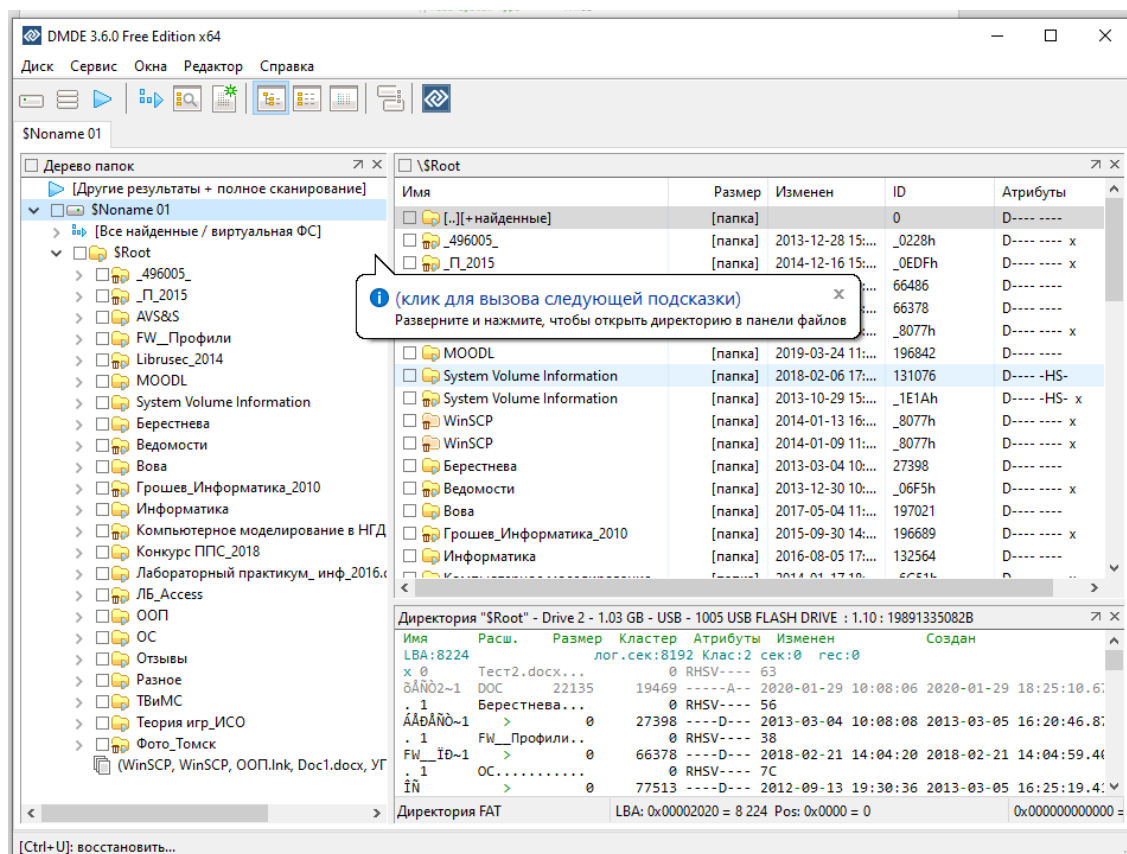 DMDE 3.6.0 Free Edition x64
Диск Сервис Окна Редактор Справка
$Noname 01
Дерево папок
[Другие результаты + полное сканирование]
$Noname 01
[Все найденные / виртуальная ФС]
$Root
_496005_
_П_2015
AVS&S
FW__Профили
Librusec_2014
MOODL
System Volume Information
Берестнева
Ведомости
Вова
Грошев_Информатика_2010
Информатика
Компьютерное моделирование в НГД
Конкурс ППС_2018
Лабораторный практикум_ инф_2016.
ЛБ_Access
ООП
ОС
Отзывы
Разное
ТВиМС
Теория игр_ИСО
Фото_Томск
(WinSCP, WinSCP, ООП.lnk, Doc1.docx, УГ
\$Root
Имя Размер Изменен ID Атрибуты
[..][+найденные] [папка] 0 D---- ----
_496005_ [папка] 2013-12-28 15:... _0228h D---- ---- x
_П_2015 [папка] 2014-12-16 15:... _0EDFh D---- ---- x
66486 D---- ----
66378 D---- ----
_8077h D---- ---- x
(клик для вызова следующей подсказки) x
Разверните и нажмите, чтобы открыть директорию в панели файлов
MOODL [папка] 2019-03-24 11:... 196842 D---- ----
System Volume Information [папка] 2018-02-06 17:... 131076 D---- -HS-
System Volume Information [папка] 2013-10-29 15:... _1E1Ah D---- -HS- x
WinSCP [папка] 2014-01-13 16:... _8077h D---- ---- x
WinSCP [папка] 2014-01-09 11:... _8077h D---- ---- x
Берестнева [папка] 2013-03-04 10:... 27398 D---- ----
Ведомости [папка] 2013-12-30 10:... _06F5h D---- ---- x
Вова [папка] 2017-05-04 11:... 197021 D---- ----
Грошев_Информатика_2010 [папка] 2015-09-30 14:... 196689 D---- ---- x
Информатика [папка] 2016-08-05 17:... 132564 D---- ----
Директория "$Root" - Drive 2 - 1.03 GB - USB - 1005 USB FLASH DRIVE : 1.10 : 19891335082B
Имя Расш. Размер Кластер Атрибуты Изменен Создан
LBA:8224 лог.сек:8192 Клас:2 сек:0 rec:0
x 0 Тест2.docx... 0 RHSV---- 63
õÅÑÒ2~1 DOC 22135 19469 -----A-- 2020-01-29 10:08:06 2020-01-29 18:25:10.6
. 1 Берестнева... 0 RHSV---- 56
ÁÅÐÅÑÒ~1 > 0 27398 ----D--- 2013-03-04 10:08:08 2013-03-05 16:20:46.8
. 1 FW__Профили.. 0 RHSV---- 38
FW__ÏÐ~1 > 0 66378 ----D--- 2018-02-21 14:04:20 2018-02-21 14:04:59.4
. 1 ОС........... 0 RHSV---- 7C
ÎÑ > 0 77513 ----D--- 2012-09-13 19:30:36 2013-03-05 16:25:19.4
Директория FAT LBA: 0x00002020 = 8 224 Pos: 0x0000 = 0 0x000000000000 =
[Ctrl+U]: восстановить...